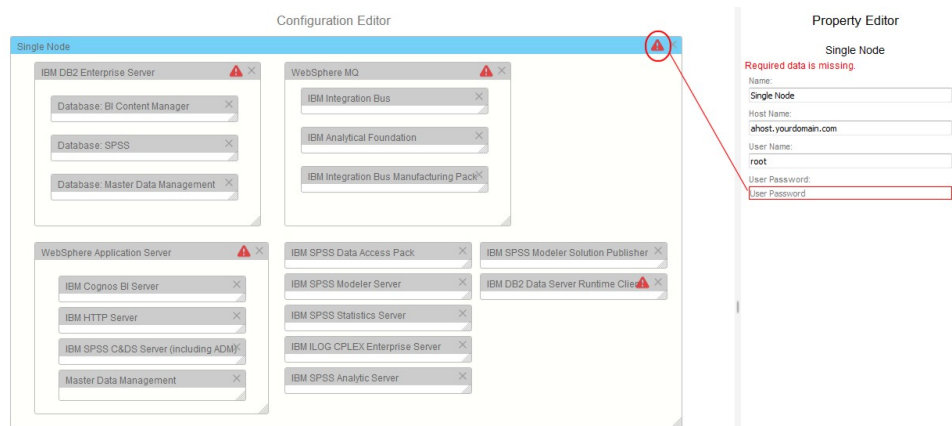 Configuration Editor
Single Node
IBM DB2 Enterprise Server
Database: BI Content Manager
Database: SPSS
Database: Master Data Management
WebSphere MQ
IBM Integration Bus
IBM Analytical Foundation
IBM Integration Bus Manufacturing Pack
WebSphere Application Server
IBM Cognos BI Server
IBM HTTP Server
IBM SPSS C&DS Server (including ADM)
Master Data Management
IBM SPSS Data Access Pack
IBM SPSS Modeler Server
IBM SPSS Statistics Server
IBM ILOG CPLEX Enterprise Server
IBM SPSS Analytic Server
IBM SPSS Modeler Solution Publisher
IBM DB2 Data Server Runtime Client
Property Editor
Single Node
Required data is missing.
Name:
Single Node
Host Name:
ahost.yourdomain.com
User Name:
root
User Password:
User Password